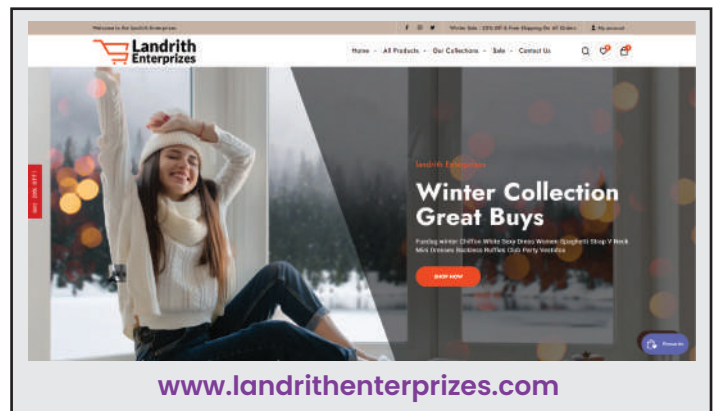 Welcome to the landrith Enterprizes
Winter Sale : 20% Off & Free Shipping On All Orders
My account
Landrith
Enterprizes
Home
All Products
Our Collections
Sale
Contact Us
landrith Enterprizes
Winter Collection
Great Buys
winter Chiffon White Sexy Dress Women Spaghetti Strap V Neck
Mini Dresses Backless Ruffles Club Party Vestidos
SHOP NOW
www.landrithenterprizes.com